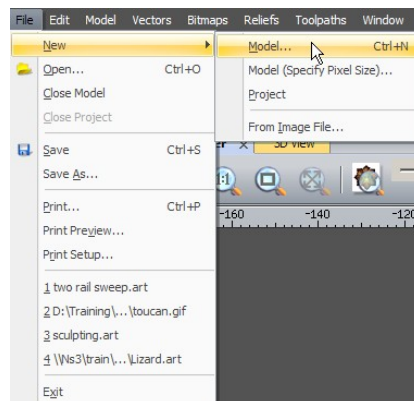 File Edit Model Vectors Bitmaps Reliefs Toolpaths Window
New
Model... Ctrl+N
Open... Ctrl+O
Model (Specify Pixel Size)...
Close Model
Project
Close Project
From Image File...
Save Ctrl+S
3D View
Save As...
1:1
Print... Ctrl+P
-160 -140 -120
Print Preview...
Print Setup...
1 two rail sweep.art
2 D:\Training\...\toucan.gif
3 sculpting.art
4 \\Ns3\train\...\Lizard.art
Exit